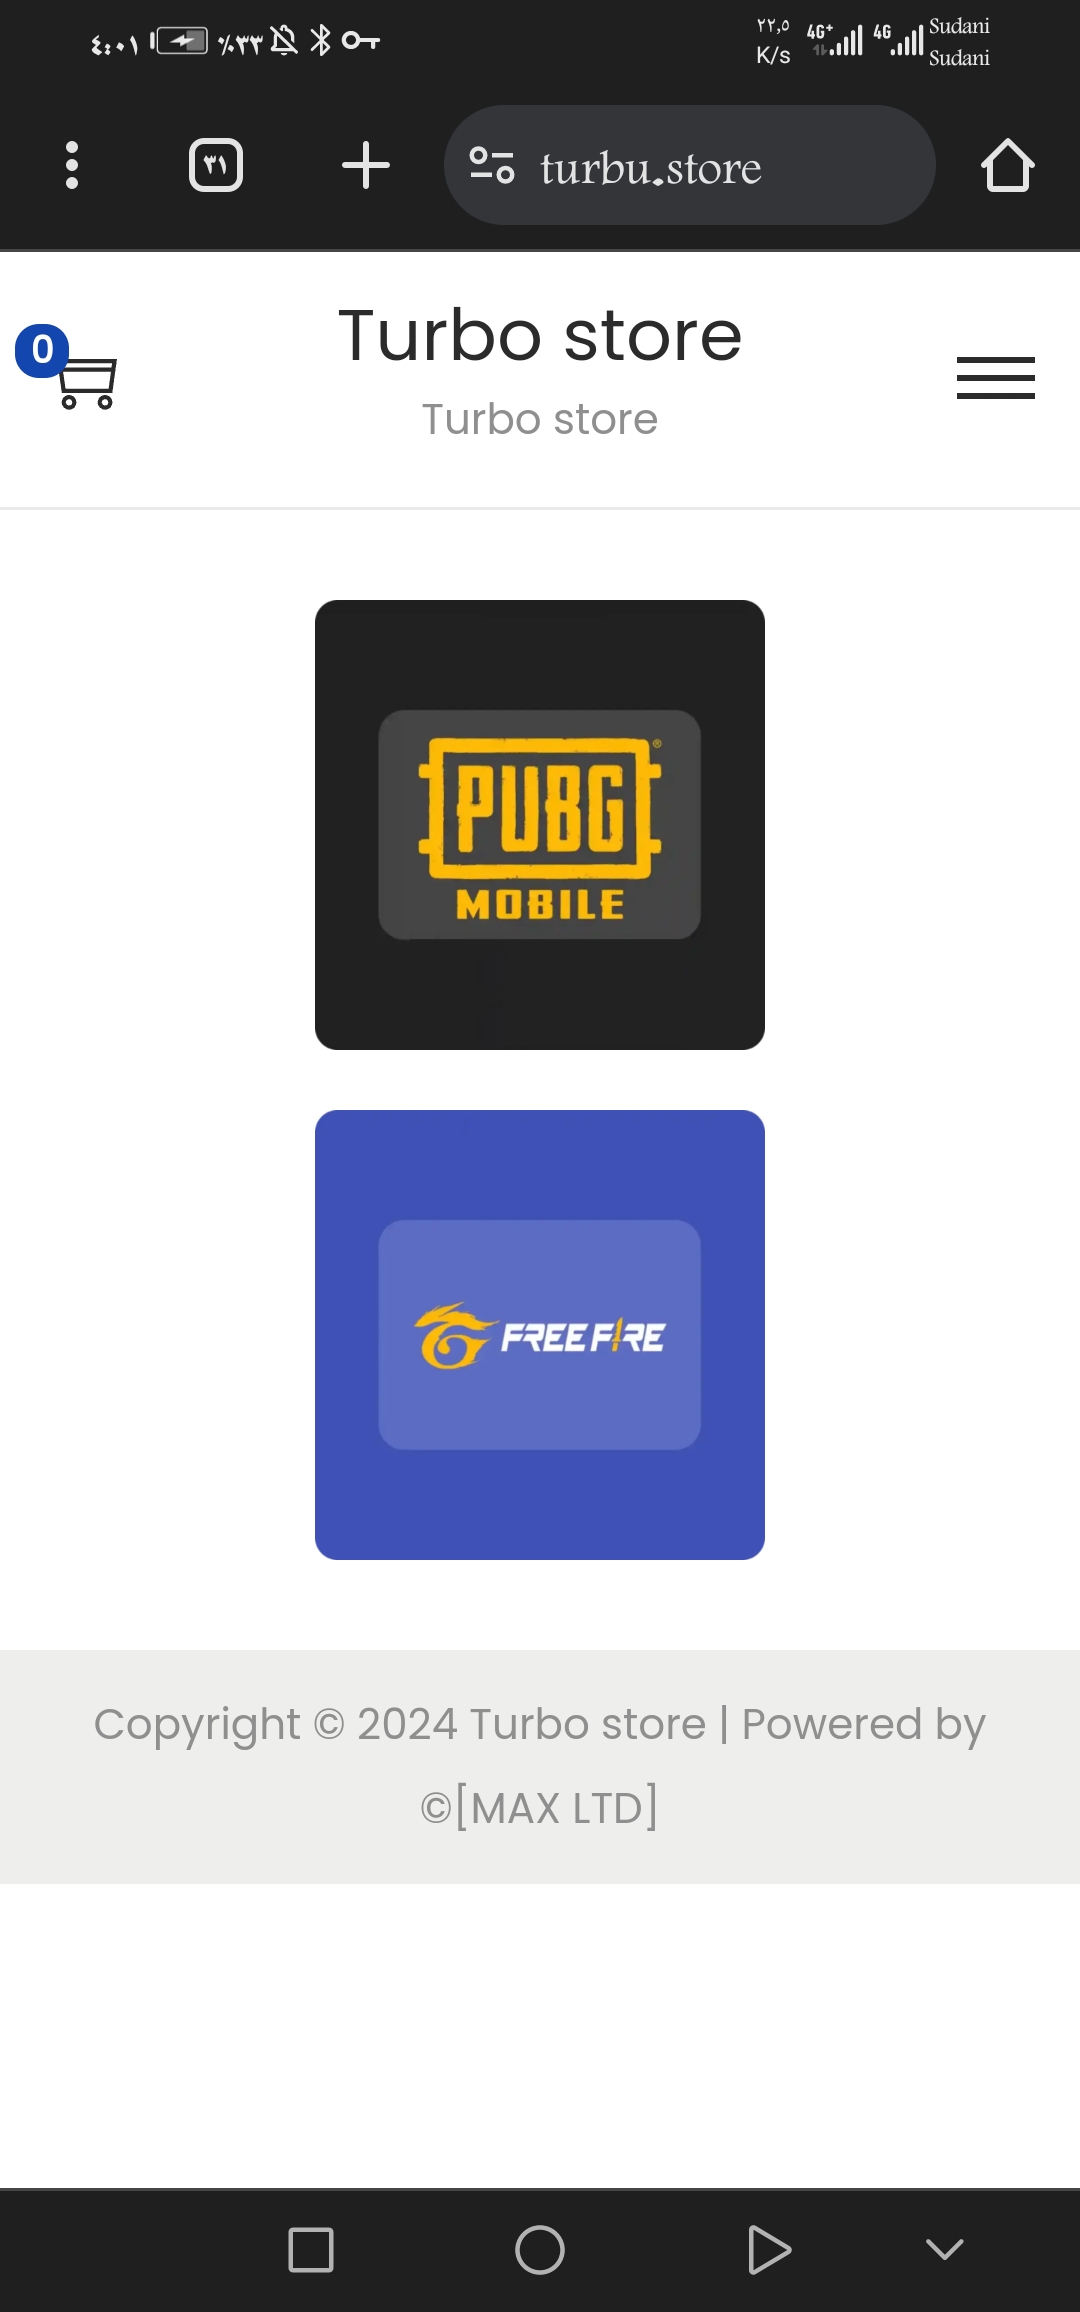 ٤:٠١ ٪٣٣ ٢٢,٥ K/s 4G+ 4G Sudani Sudani
٣١ turbu.store
0
Turbo store
Turbo store
PUBG®
MOBILE
FREE FIRE
Copyright © 2024 Turbo store | Powered by
©[MAX LTD]